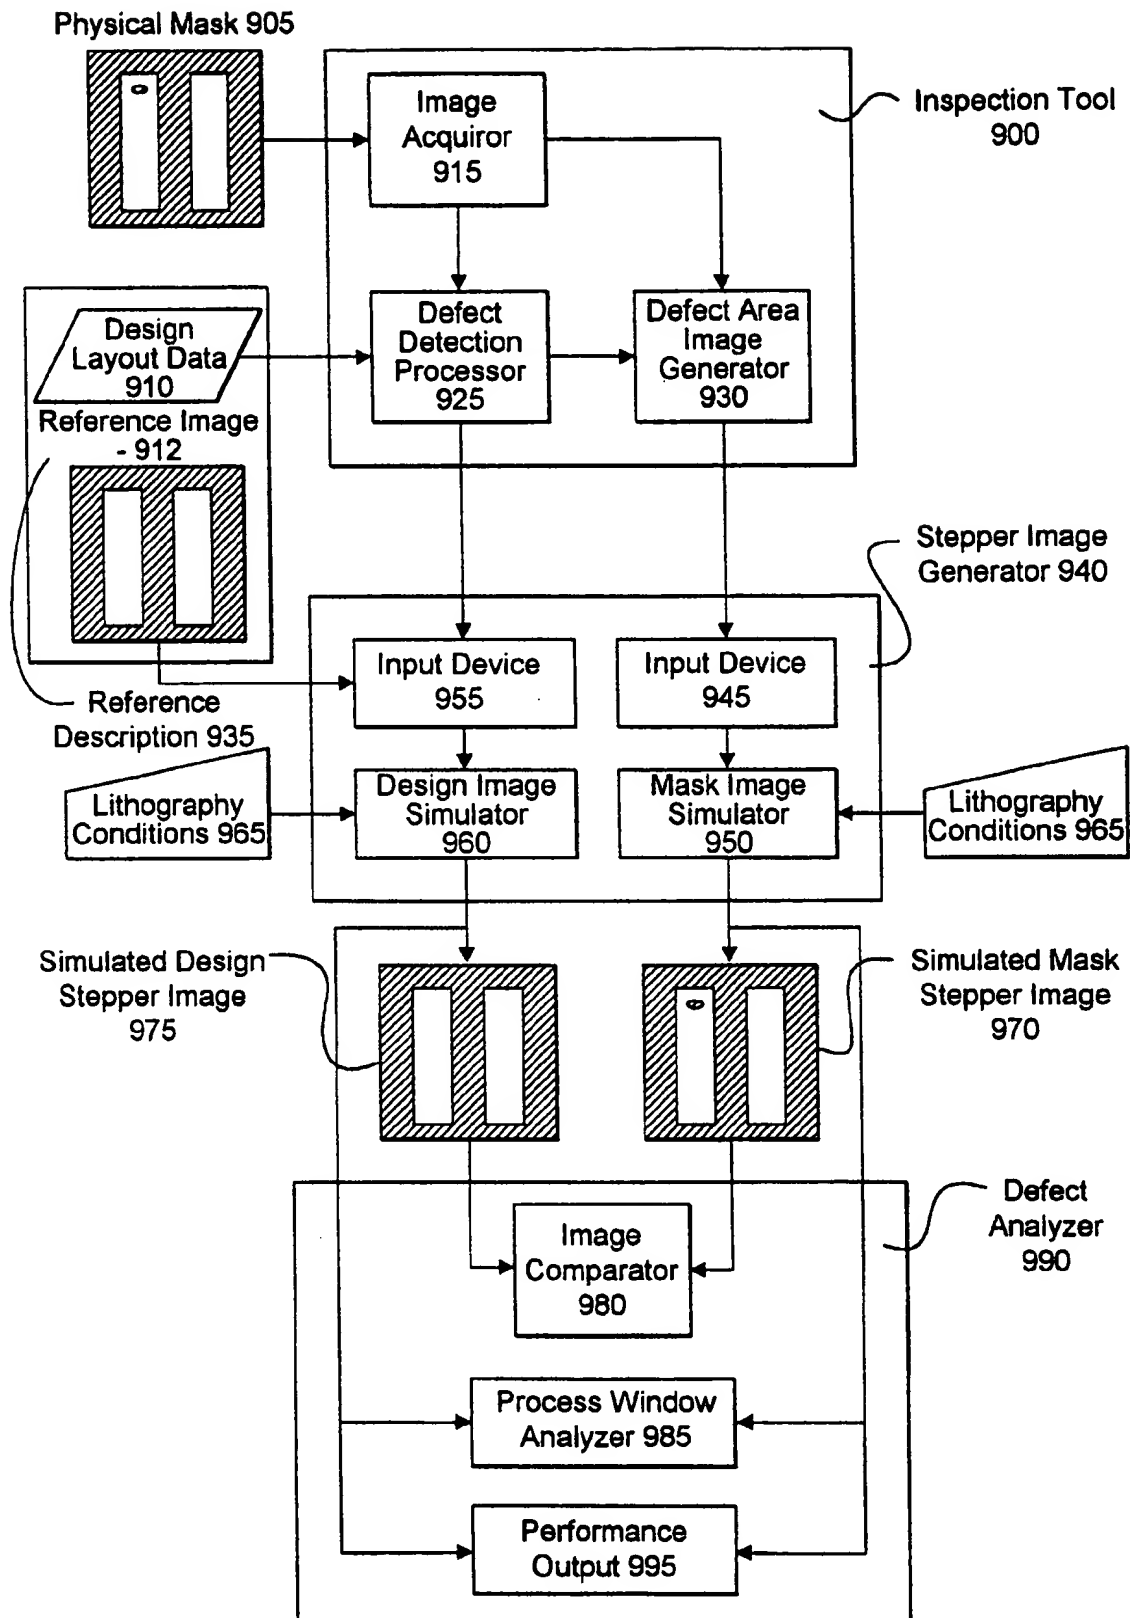 Physical Mask 905
Image
Acquiror
915
Inspection Tool
900
Design
Layout Data
910
Defect
Detection
Processor
925
Defect Area
Image
Generator
930
Reference Image
- 912
Stepper Image
Generator 940
Input Device
955
Input Device
945
Reference
Description 935
Lithography
Conditions 965
Design Image
Simulator
960
Mask Image
Simulator
950
Lithography
Conditions 965
Simulated Design
Stepper Image
975
Simulated Mask
Stepper Image
970
Defect
Analyzer
990
Image
Comparator
980
Process Window
Analyzer 985
Performance
Output 995